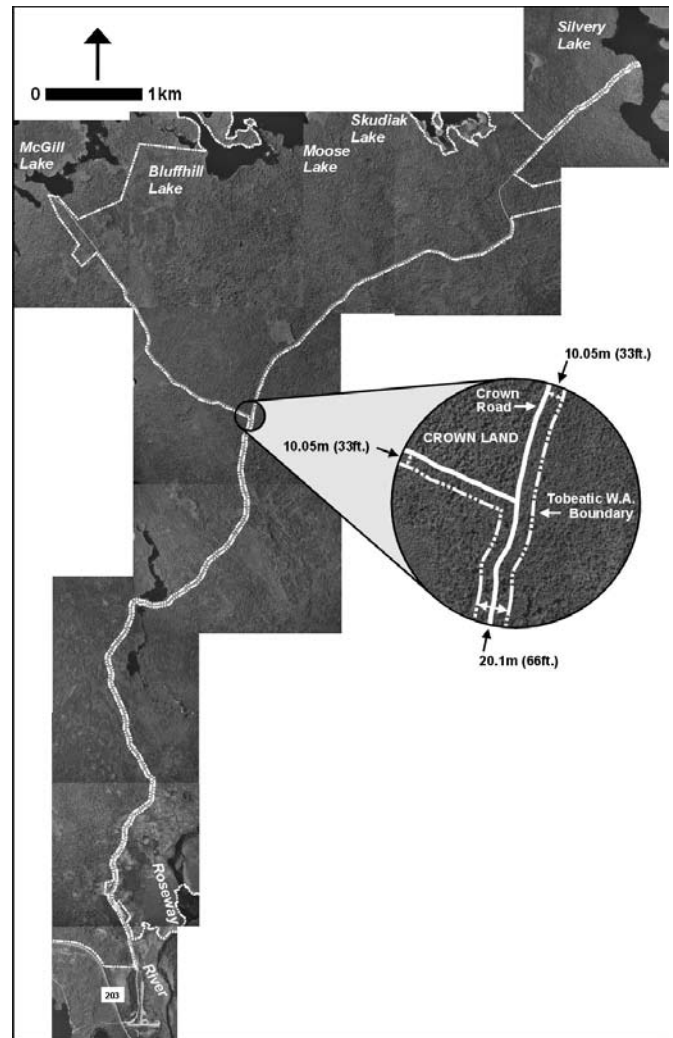 Silvery
Lake
0 1km
McGill
Lake
Bluffhill
Lake
Moose
Lake
Skudiak
Lake
10.05m (33ft.)
Crown
Road
CROWN LAND
10.05m (33ft.)
Tobeatic W.A.
Boundary
20.1m (66ft.)
Roseway
River
203